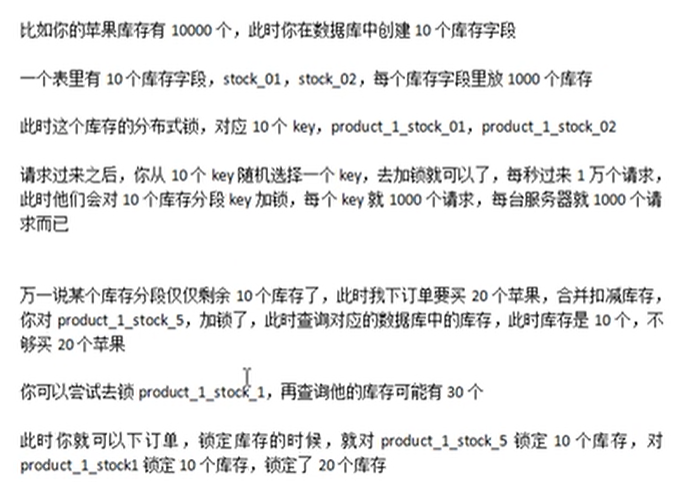 比如你的苹果库存有 10000 个，此时你在数据库中创建 10 个库存字段
一个表里有 10 个库存字段，stock_01，stock_02，每个库存字段里放 1000 个库存
此时这个库存的分布式锁，对应 10 个 key，product_1_stock_01，product_1_stock_02
请求过来之后，你从 10 个 key 随机选择一个 key，去加锁就可以了，每秒过来 1 万个请求，
此时他们会对 10 个库存分段 key 加锁，每个 key 就 1000 个请求，每台服务器就 1000 个请
求而已
万一说某个库存分段仅仅剩余 10 个库存了，此时我下订单要买 20 个苹果，合并扣减库存，
你对 product_1_stock_5，加锁了，此时查询对应的数据库中的库存，此时库存是 10 个，不
够买 20 个苹果
你可以尝试去锁 product_1_stock_1，再查询他的库存可能有 30 个
此时你就可以下订单，锁定库存的时候，就对 product_1_stock_5 锁定 10 个库存，对
product_1_stock1 锁定 10 个库存，锁定了 20 个库存